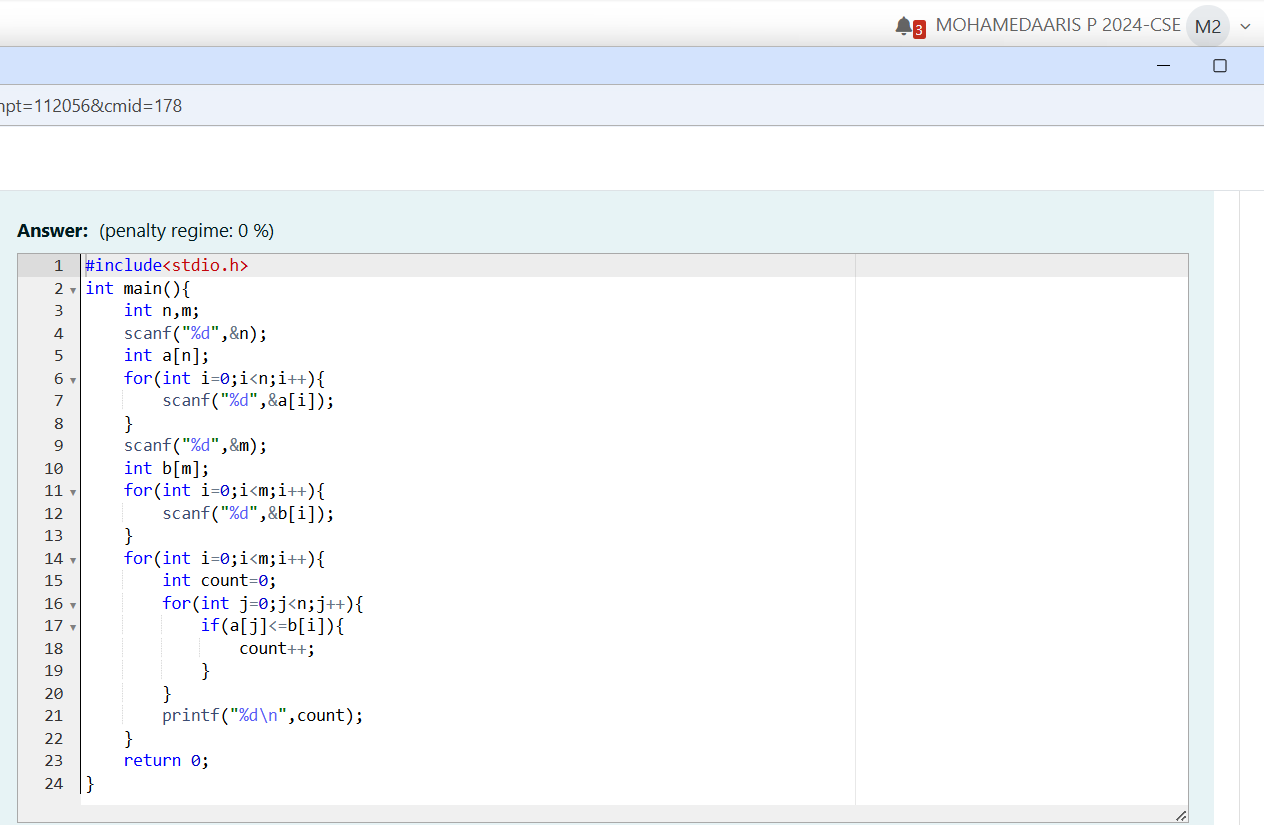 3 MOHAMEDAARIS P 2024-CSE M2
npt=112056&cmid=178
Answer: (penalty regime: 0 %)
1 #include<stdio.h>
2 int main(){
3     int n,m;
4     scanf("%d",&n);
5     int a[n];
6     for(int i=0;i<n;i++){
7         scanf("%d",&a[i]);
8     }
9     scanf("%d",&m);
10     int b[m];
11     for(int i=0;i<m;i++){
12         scanf("%d",&b[i]);
13     }
14     for(int i=0;i<m;i++){
15         int count=0;
16         for(int j=0;j<n;j++){
17             if(a[j]<=b[i]){
18                 count++;
19             }
20         }
21         printf("%d\n",count);
22     }
23     return 0;
24 }